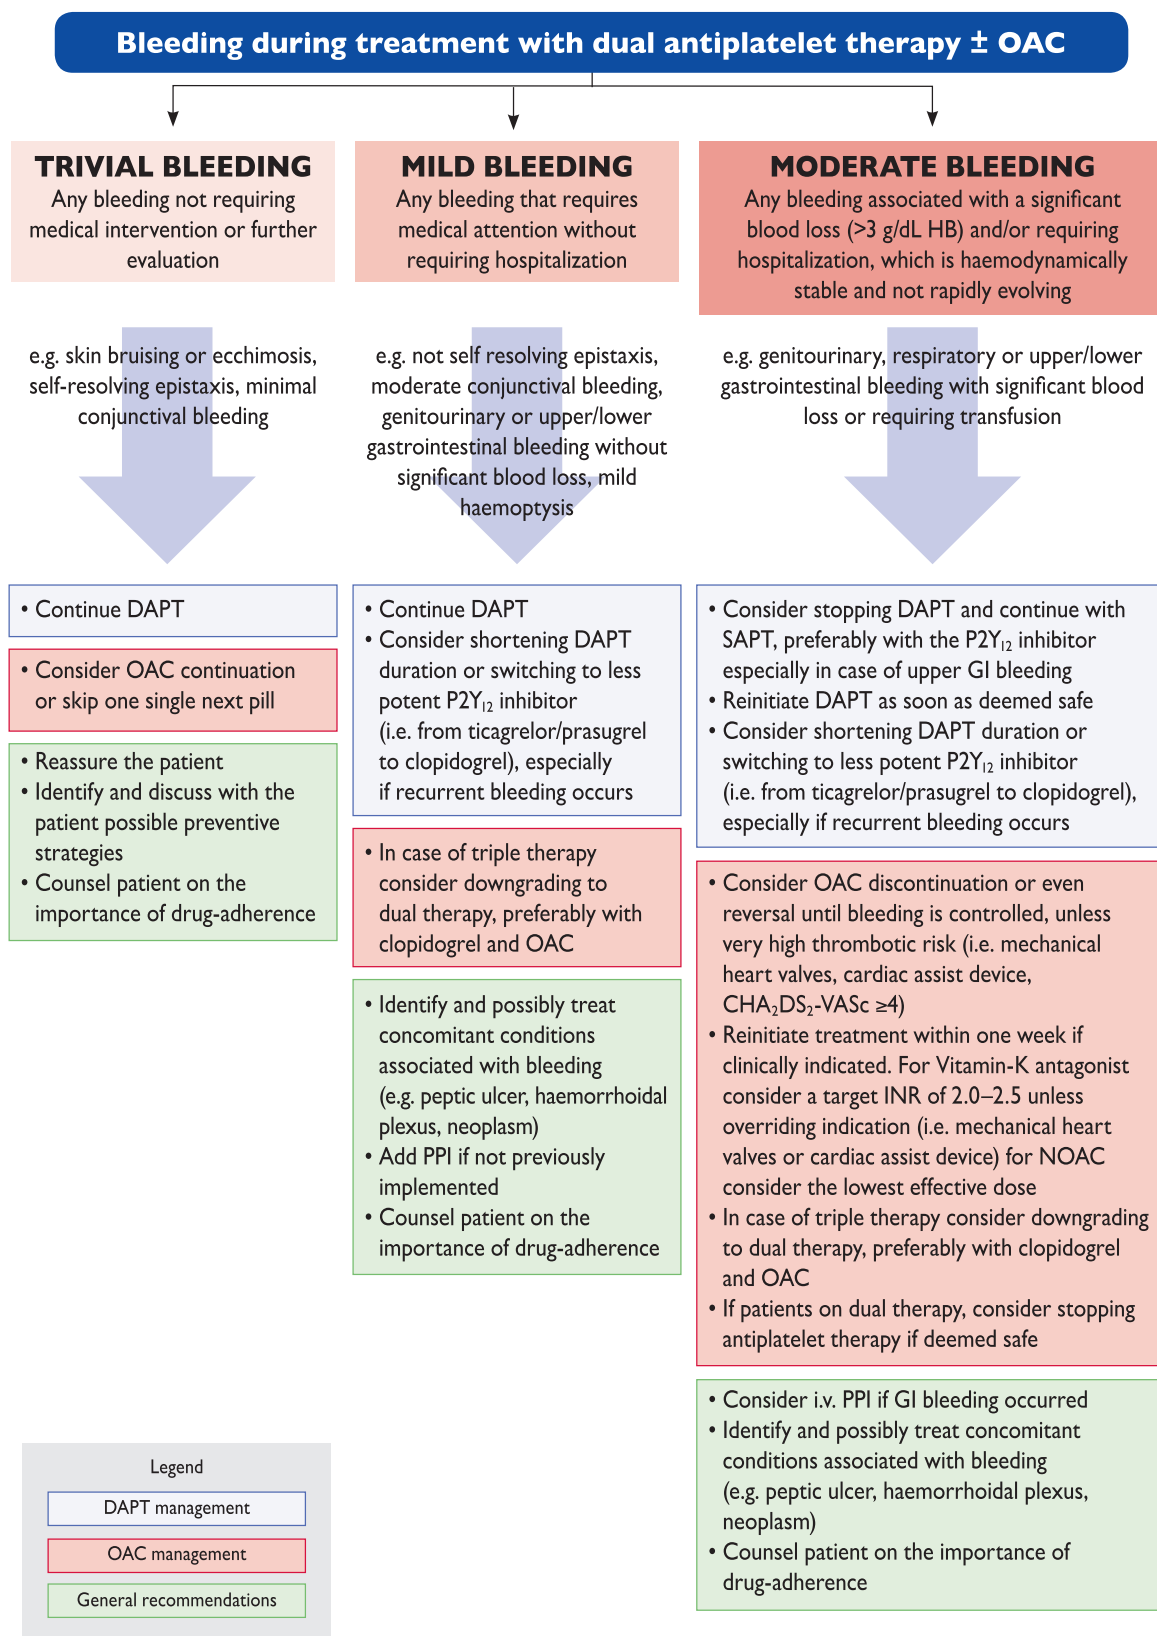 Bleeding during treatment with dual antiplatelet therapy ± OAC
TRIVIAL BLEEDING
Any bleeding not requiring
medical intervention or further
evaluation
e.g. skin bruising or ecchimosis,
self-resolving epistaxis, minimal
conjunctival bleeding
• Continue DAPT
• Consider OAC continuation
or skip one single next pill
• Reassure the patient
• Identify and discuss with the
patient possible preventive
strategies
• Counsel patient on the
importance of drug-adherence
MILD BLEEDING
Any bleeding that requires
medical attention without
requiring hospitalization
e.g. not self resolving epistaxis,
moderate conjunctival bleeding,
genitourinary or upper/lower
gastrointestinal bleeding without
significant blood loss, mild
haemoptysis
• Continue DAPT
• Consider shortening DAPT
duration or switching to less
potent P2Y₁₂ inhibitor
(i.e. from ticagrelor/prasugrel
to clopidogrel), especially
if recurrent bleeding occurs
• In case of triple therapy
consider downgrading to
dual therapy, preferably with
clopidogrel and OAC
• Identify and possibly treat
concomitant conditions
associated with bleeding
(e.g. peptic ulcer, haemorrhoidal
plexus, neoplasm)
• Add PPI if not previously
implemented
• Counsel patient on the
importance of drug-adherence
MODERATE BLEEDING
Any bleeding associated with a significant
blood loss (>3 g/dL HB) and/or requiring
hospitalization, which is haemodynamically
stable and not rapidly evolving
e.g. genitourinary, respiratory or upper/lower
gastrointestinal bleeding with significant blood
loss or requiring transfusion
• Consider stopping DAPT and continue with
SAPT, preferably with the P2Y₁₂ inhibitor
especially in case of upper GI bleeding
• Reinitiate DAPT as soon as deemed safe
• Consider shortening DAPT duration or
switching to less potent P2Y₁₂ inhibitor
(i.e. from ticagrelor/prasugrel to clopidogrel),
especially if recurrent bleeding occurs
• Consider OAC discontinuation or even
reversal until bleeding is controlled, unless
very high thrombotic risk (i.e. mechanical
heart valves, cardiac assist device,
CHA₂DS₂-VASc ≥4)
• Reinitiate treatment within one week if
clinically indicated. For Vitamin-K antagonist
consider a target INR of 2.0–2.5 unless
overriding indication (i.e. mechanical heart
valves or cardiac assist device) for NOAC
consider the lowest effective dose
• In case of triple therapy consider downgrading
to dual therapy, preferably with clopidogrel
and OAC
• If patients on dual therapy, consider stopping
antiplatelet therapy if deemed safe
• Consider i.v. PPI if GI bleeding occurred
• Identify and possibly treat concomitant
conditions associated with bleeding
(e.g. peptic ulcer, haemorrhoidal plexus,
neoplasm)
• Counsel patient on the importance of
drug-adherence
Legend
DAPT management
OAC management
General recommendations